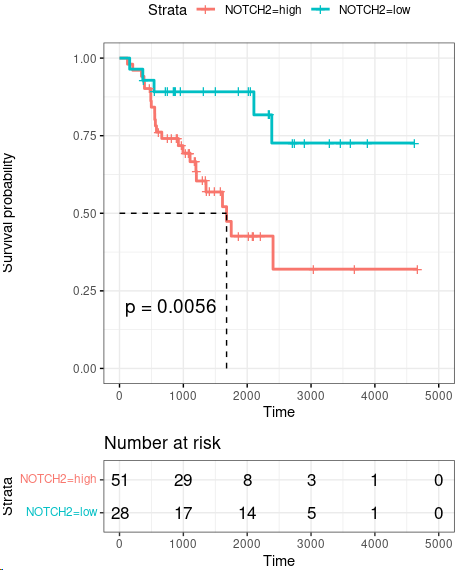 Strata NOTCH2=high NOTCH2=low
Survival probability
1.00
0.75
0.50
0.25
0.00
p = 0.0056
0 1000 2000 3000 4000 5000
Time
Number at risk
Strata
NOTCH2=high 51 29 8 3 1 0
NOTCH2=low 28 17 14 5 1 0
0 1000 2000 3000 4000 5000
Time